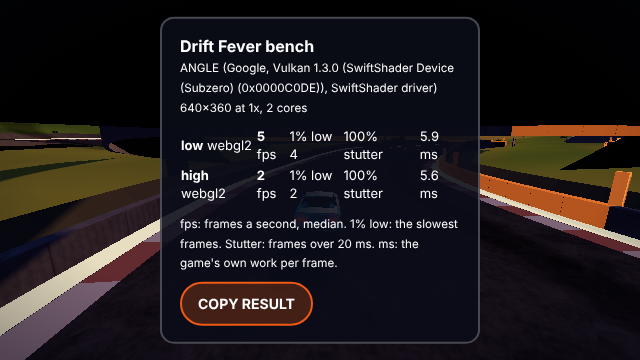 Drift Fever bench
ANGLE (Google, Vulkan 1.3.0 (SwiftShader Device
(Subzero) (0x0000C0DE)), SwiftShader driver)
640×360 at 1x, 2 cores
low webgl2 5 fps 1% low 4 100% stutter 5.9 ms
high webgl2 2 fps 1% low 2 100% stutter 5.6 ms
fps: frames a second, median. 1% low: the slowest
frames. Stutter: frames over 20 ms. ms: the
game's own work per frame.
COPY RESULT